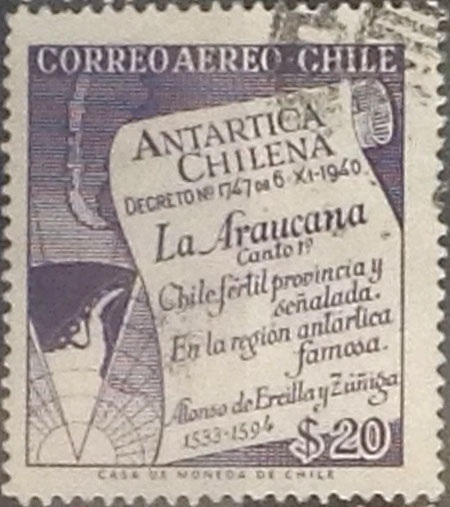 CORREO AEREO - CHILE
ANTARTICA
CHILENA
DECRETO Nº 1747 DE 6-XI-1940.
La Araucana
Canto 1º
Chile fértil provincia y
señalada.
En la región antártica
famosa.
Alonso de Ercilla y Zúñiga
1533-1594
$20
CASA DE MONEDA DE CHILE